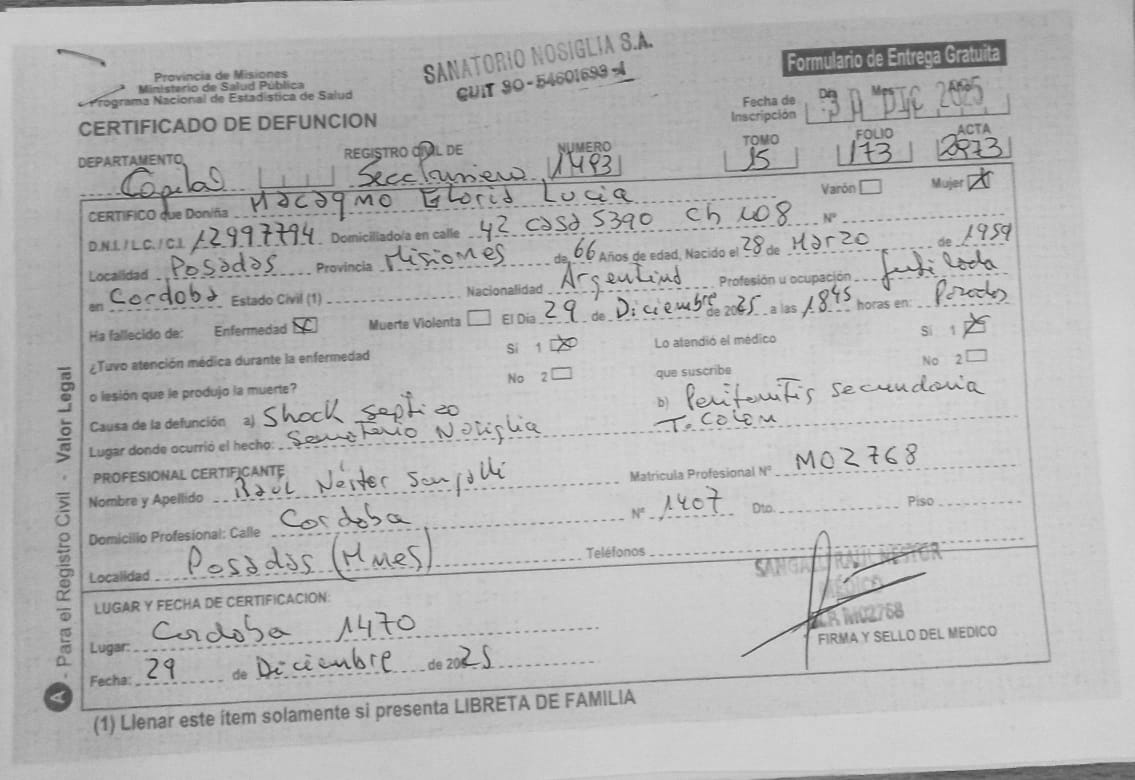 Provincia de Misiones
Ministerio de Salud Pública
Programa Nacional de Estadística de Salud
SANATORIO NOSIGLIA S.A.
CUIT 30-54601699-4
Formulario de Entrega Gratuita
CERTIFICADO DE DEFUNCION
Fecha de Inscripción Día Mes Año 30 DIC 2025
DEPARTAMENTO Capital REGISTRO CIVIL DE NUMERO 1493 TOMO 15 FOLIO 173 ACTA 2973
CERTIFICO que Don/ña Macagmo Gloria Lucia Varón Mujer X
D.N.I. / L.C. / C.I. 12997794 Domiciliado/a en calle 42 casa 5390 ch 108 Nº
Localidad Posadas Provincia Misiones de 66 Años de edad, Nacido el 28 de Marzo de 1959
en Cordoba Estado Civil (1) Nacionalidad Argentina Profesión u ocupación Jubilada
Ha fallecido de: Enfermedad X Muerte Violenta El Día 29 de Diciembre de 2025 a las 1845 horas en: Posadas
¿Tuvo atención médica durante la enfermedad Si 1 X Lo atendió el médico Si 1 X
o lesión que le produjo la muerte? No 2 que suscribe No 2
Causa de la defunción a) Shock septico b) Peritonitis secundaria
Lugar donde ocurrió el hecho: Sanatorio Nosiglia T. Colon
PROFESIONAL CERTIFICANTE
Nombre y Apellido Raul Nestor Matrícula Profesional Nº M02768
Domicilio Profesional: Calle Cordoba Nº 1407 Dto. Piso
Localidad Posadas (Mnes) Teléfonos
LUGAR Y FECHA DE CERTIFICACION:
RAUL NESTOR
MÉDICO
M02768
Lugar: Cordoba 1470
FIRMA Y SELLO DEL MEDICO
Fecha: 29 de Diciembre de 2025
(1) Llenar este ítem solamente si presenta LIBRETA DE FAMILIA
A - Para el Registro Civil - Valor Legal